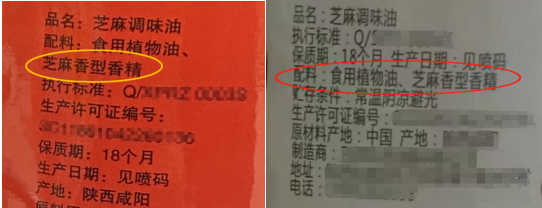 品名：芝麻调味油
配料：食用植物油、
芝麻香型香精
执行标准：Q/
生产许可证编号：
保质期：18个月
生产日期：见喷码
产地：陕西咸阳
品名：芝麻调味油
执行标准：Q/
保质期：18个月 生产日期：见喷码
配料：食用植物油、芝麻香型香精
贮存条件：常温阴凉避光
生产许可证编号：
原材料产地：中国 产地：
制造商：
地址：
电话：